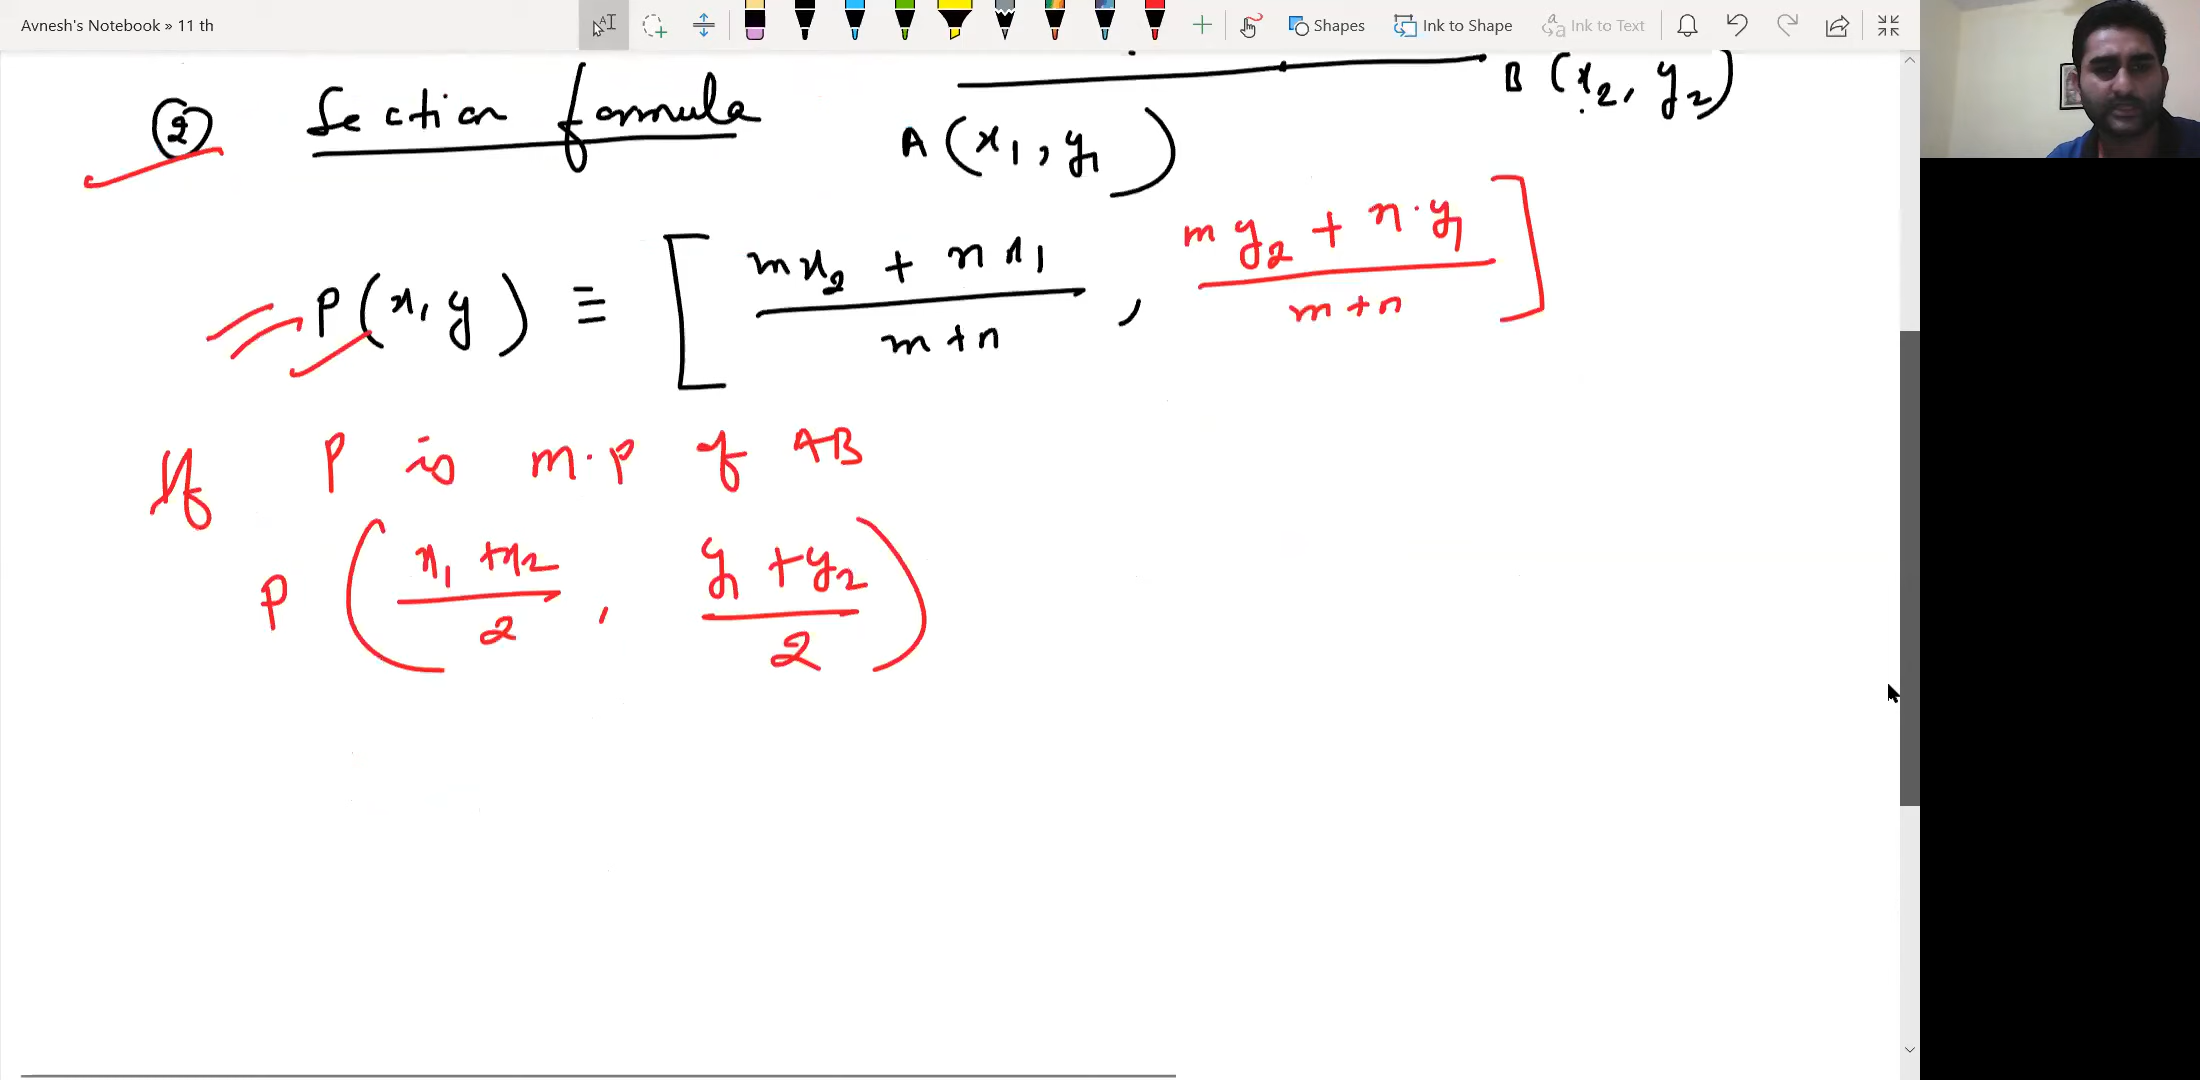 Avnesh's Notebook » 11 th
Shapes
Ink to Shape
Ink to Text
② Section formula
A (x₁, y₁)
B (x₂, y₂)
P(x, y) ≡ [ (mx₂ + nx₁)/(m+n) , (my₂ + n·y₁)/(m+n) ]
If P is m.p of AB
P ( (x₁ + x₂)/2 , (y₁ + y₂)/2 )